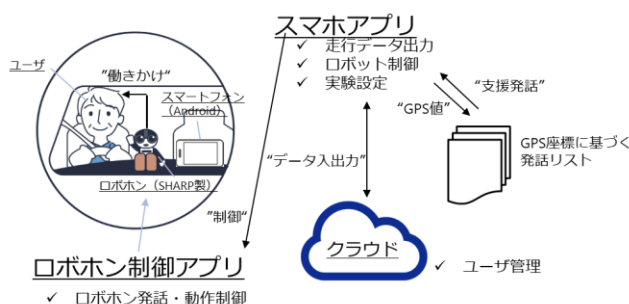 スマホアプリ
✓ 走行データ出力
✓ ロボット制御
✓ 実験設定
ユーザ
"働きかけ"
スマートフォン
（Android）
ロボホン（SHARP製）
"支援発話"
"GPS値"
GPS座標に基づく
発話リスト
"データ入出力"
"制御"
クラウド
✓ ユーザ管理
ロボホン制御アプリ
✓ ロボホン発話・動作制御